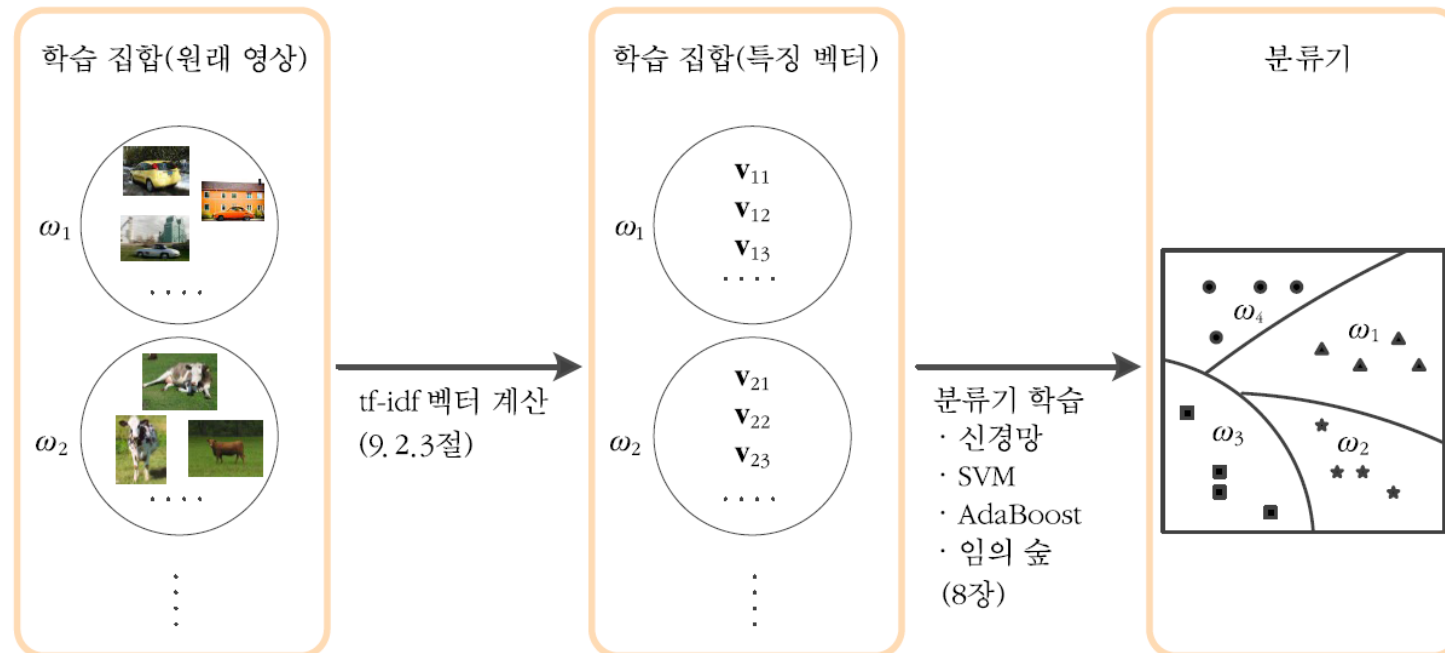 학습 집합(원래 영상)
ω₁
· · · ·
ω₂
· · · ·
tf-idf 벡터 계산
(9.2.3절)
학습 집합(특징 벡터)
ω₁
v₁₁
v₁₂
v₁₃
· · · ·
ω₂
v₂₁
v₂₂
v₂₃
· · · ·
분류기 학습
· 신경망
· SVM
· AdaBoost
· 임의 숲
(8장)
분류기
ω₄
ω₁
ω₃
ω₂